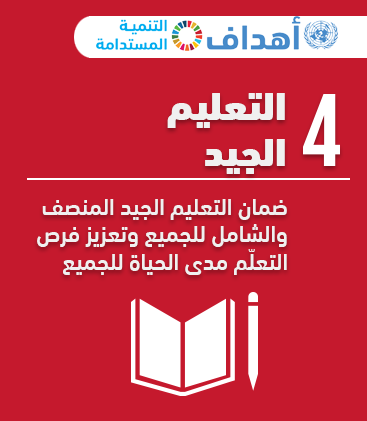 أهداف التنمية
المستدامة
4 التعليم
الجيد
ضمان التعليم الجيد المنصف
والشامل للجميع وتعزيز فرص
التعلّم مدى الحياة للجميع